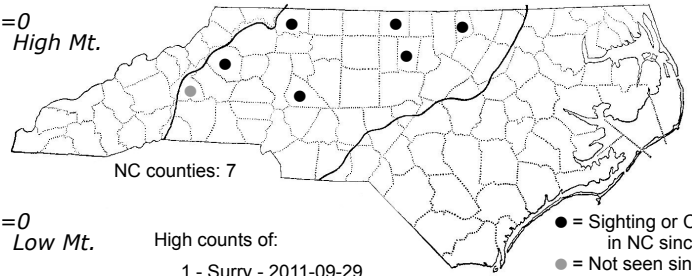 =0
High Mt.
NC counties: 7
=0
Low Mt.
High counts of:
1 - Surry - 2011-09-29
= Sighting or
in NC sinc
= Not seen sin